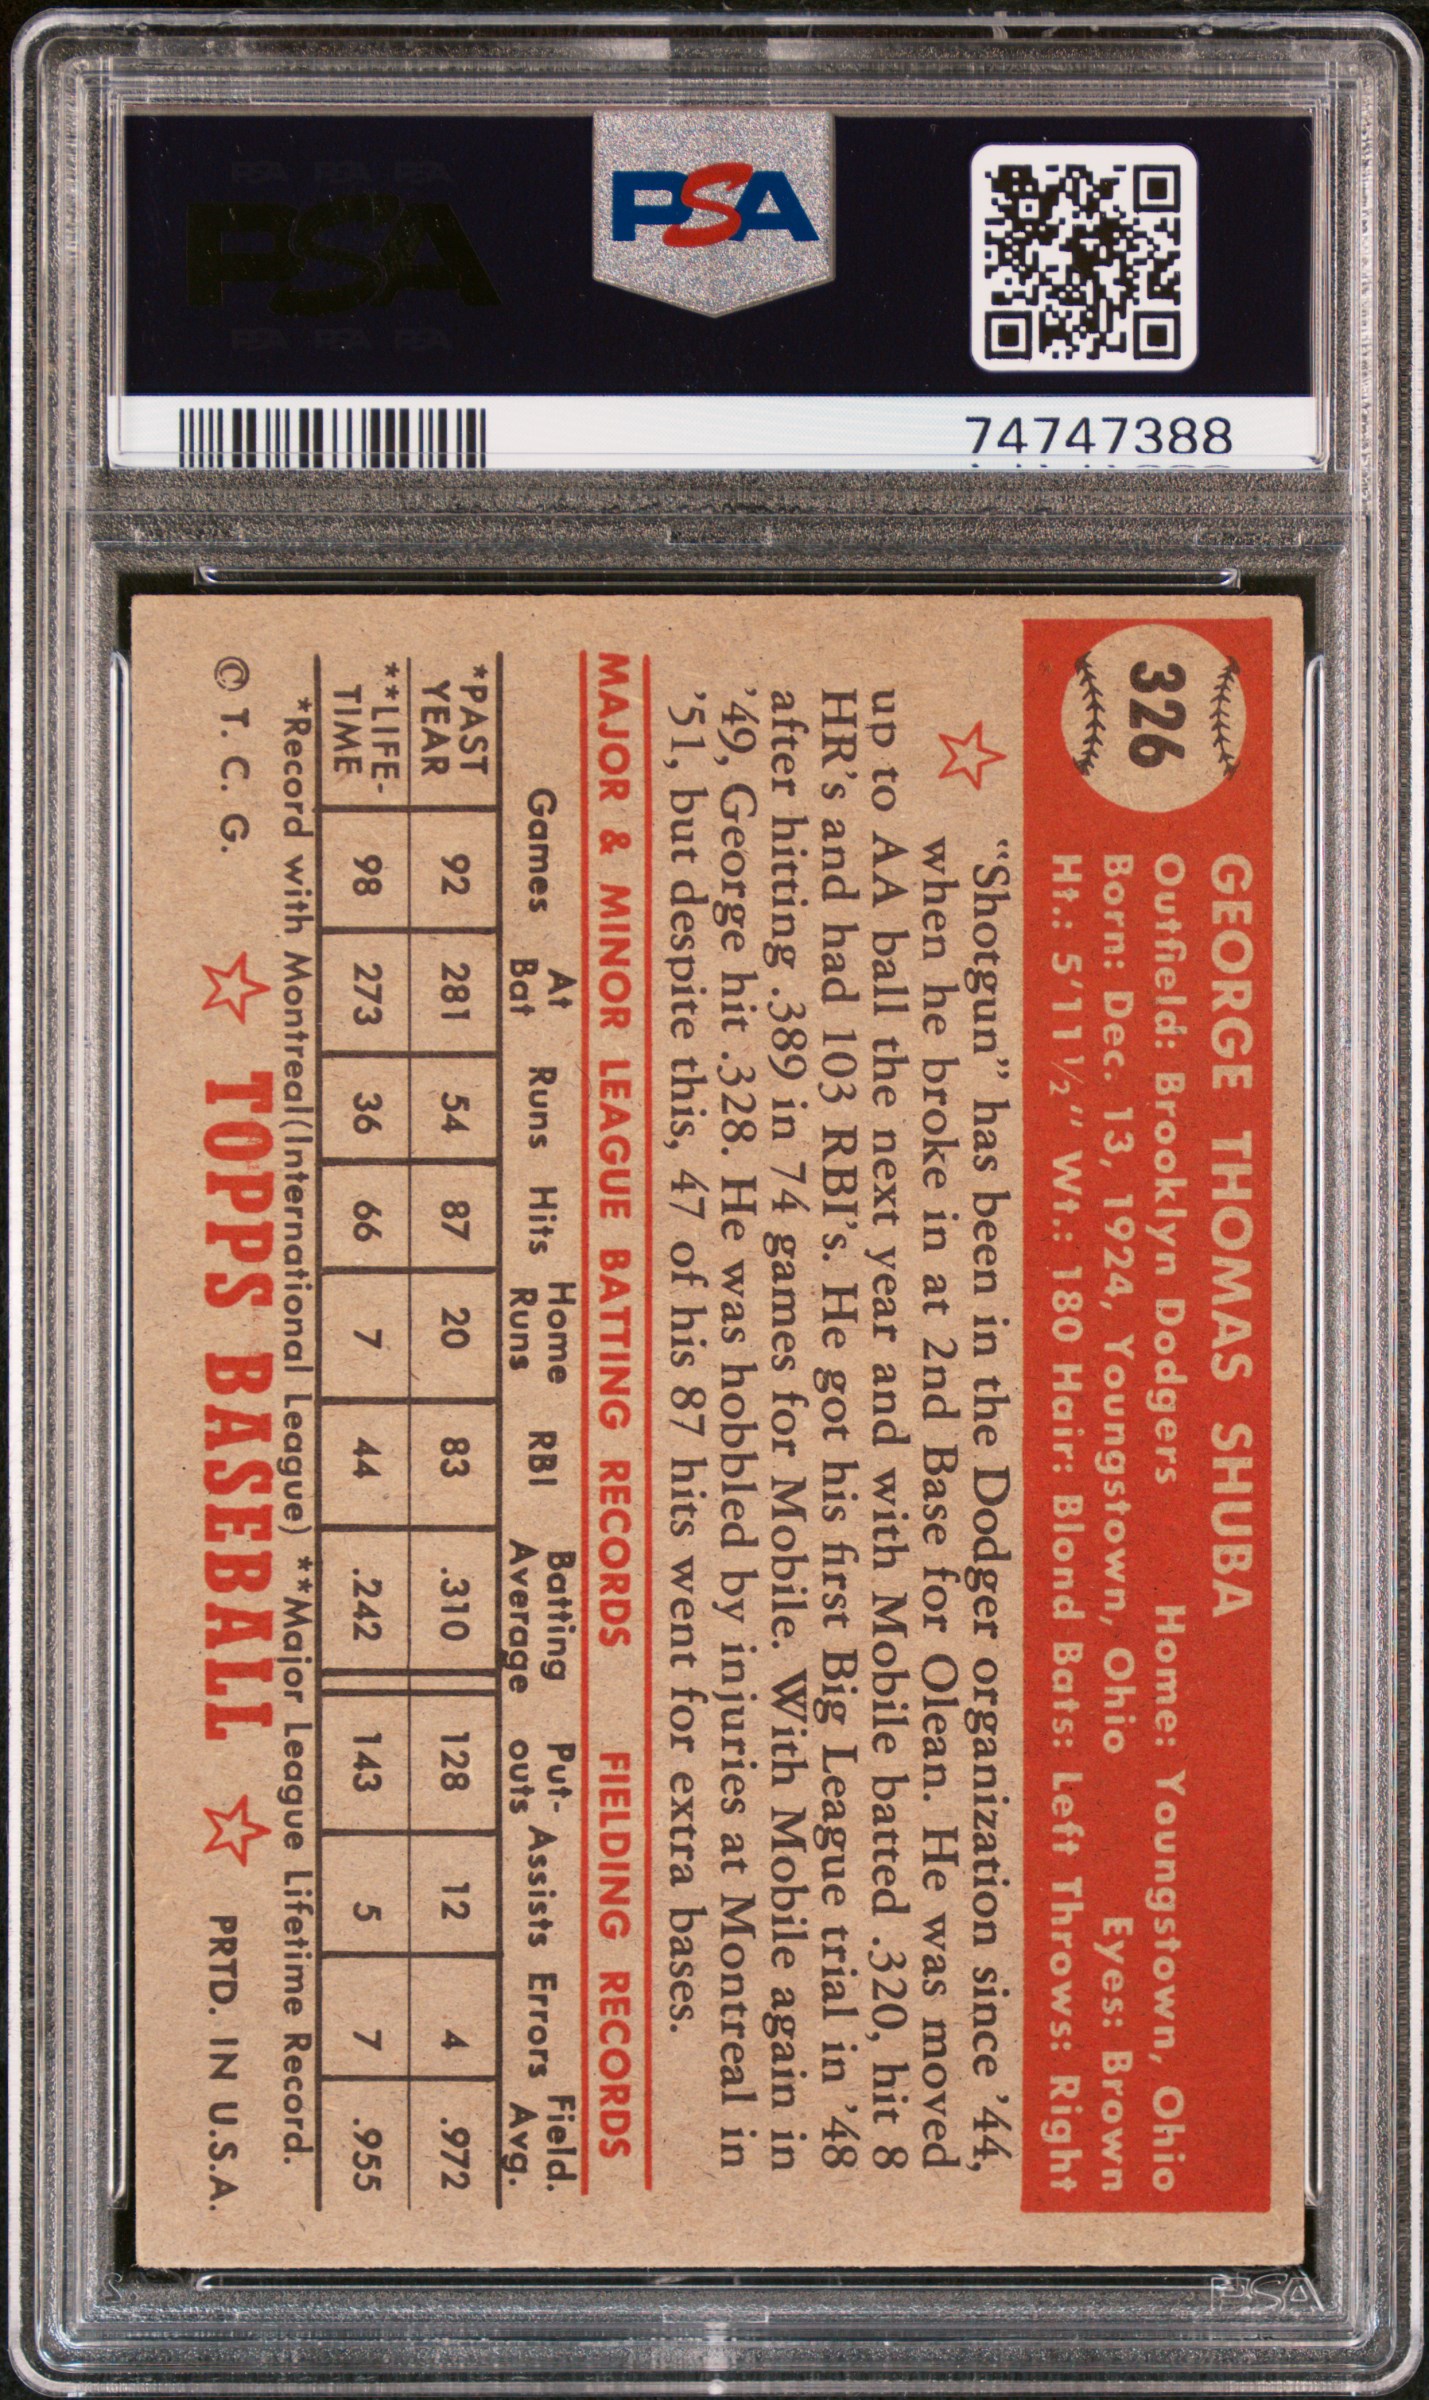 PSA PSA PSA
PSA
PSA PSA PSA
PSA
74747388
326
GEORGE THOMAS SHUBA
Outfield: Brooklyn Dodgers Home: Youngstown, Ohio
Born: Dec. 13, 1924, Youngstown, Ohio Eyes: Brown
Ht.: 5'11½" Wt.: 180 Hair: Blond Bats: Left Throws: Right
"Shotgun" has been in the Dodger organization since '44,
when he broke in at 2nd Base for Olean. He was moved
up to AA ball the next year and with Mobile batted .320, hit 8
HR's and had 103 RBI's. He got his first Big League trial in '48
after hitting .389 in 74 games for Mobile. With Mobile again in
'49, George hit .328. He was hobbled by injuries at Montreal in
'51, but despite this, 47 of his 87 hits went for extra bases.
MAJOR & MINOR LEAGUE BATTING RECORDS FIELDING RECORDS
Games At Bat Runs Hits Home Runs RBI Batting Average Put-outs Assists Errors Field. Avg.
*PAST YEAR 92 281 54 87 20 83 .310 128 12 4 .972
**LIFE-TIME 98 273 36 66 7 44 .242 143 5 7 .955
*Record with Montreal (International League) **Major League Lifetime Record.
© T. C. G. TOPPS BASEBALL PRTD. IN U.S.A.
PSA